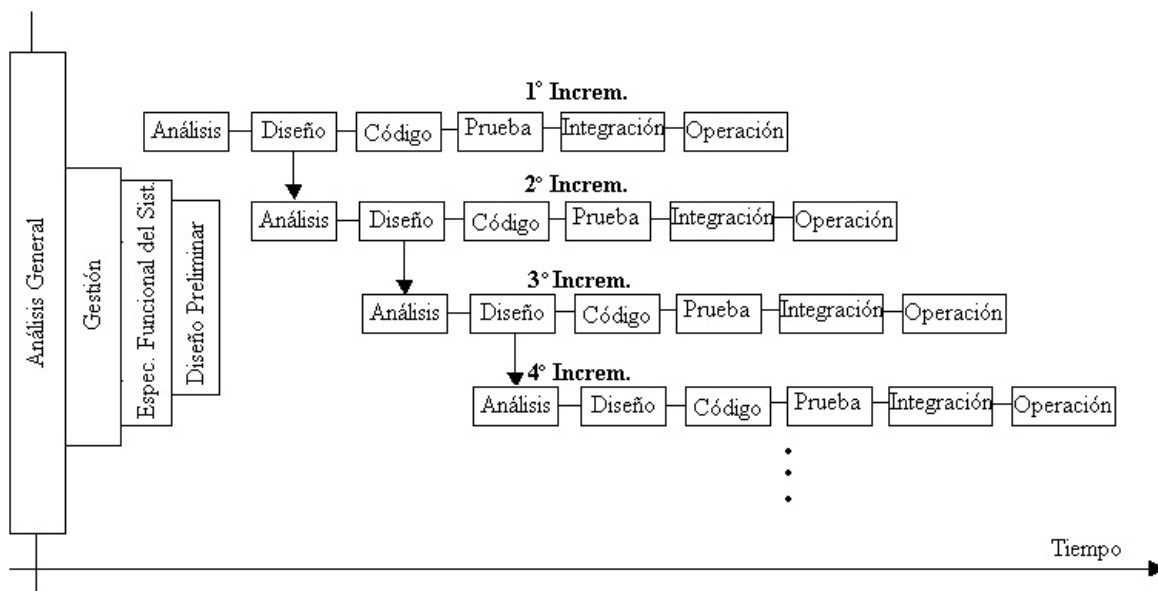 Análisis General
Gestión
Espec. Funcional del Sist.
Diseño Preliminar
1° Increm.
Análisis
Diseño
Código
Prueba
Integración
Operación
2° Increm.
Análisis
Diseño
Código
Prueba
Integración
Operación
3° Increm.
Análisis
Diseño
Código
Prueba
Integración
Operación
4° Increm.
Análisis
Diseño
Código
Prueba
Integración
Operación
Tiempo